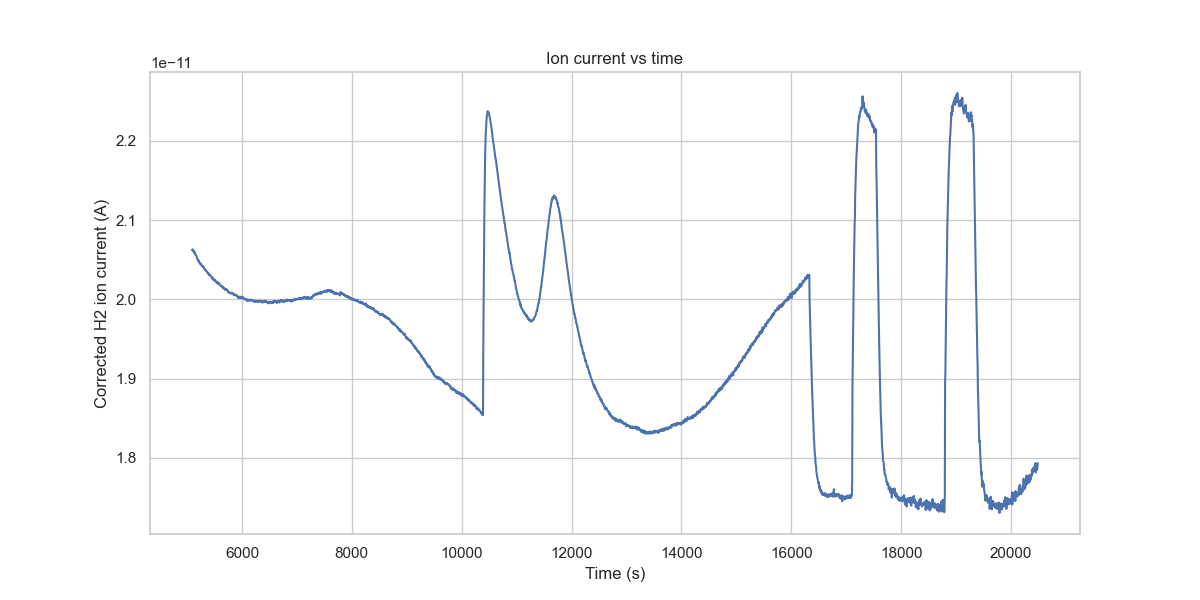 Ion current vs time
1e−11
2.2
2.1
2.0
1.9
1.8
Corrected H2 ion current (A)
6000 8000 10000 12000 14000 16000 18000 20000
Time (s)